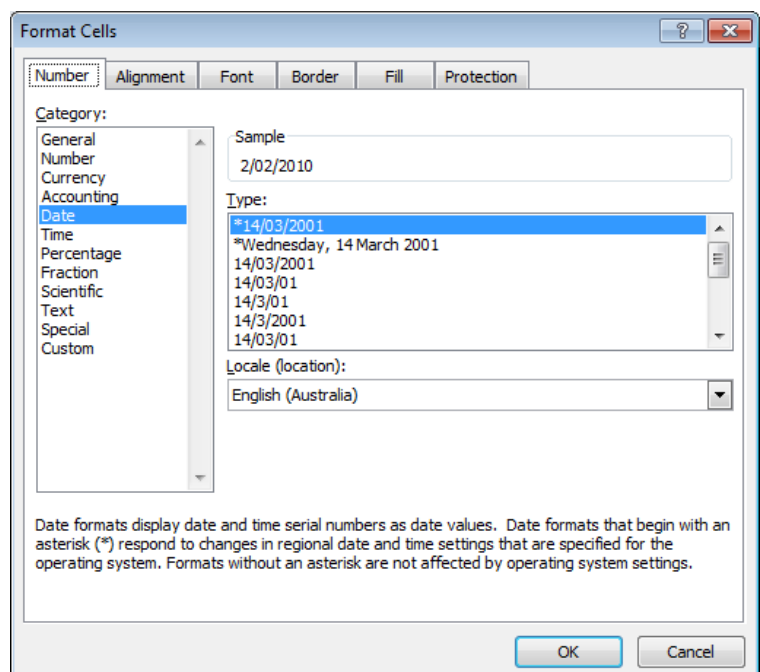 Format Cells
Number Alignment Font Border Fill Protection
Category:
General
Number
Currency
Accounting
Date
Time
Percentage
Fraction
Scientific
Text
Special
Custom
Sample
2/02/2010
Type:
*14/03/2001
*Wednesday, 14 March 2001
14/03/2001
14/03/01
14/3/01
14/3/2001
14/03/01
Locale (location):
English (Australia)
Date formats display date and time serial numbers as date values. Date formats that begin with an
asterisk (*) respond to changes in regional date and time settings that are specified for the
operating system. Formats without an asterisk are not affected by operating system settings.
OK Cancel